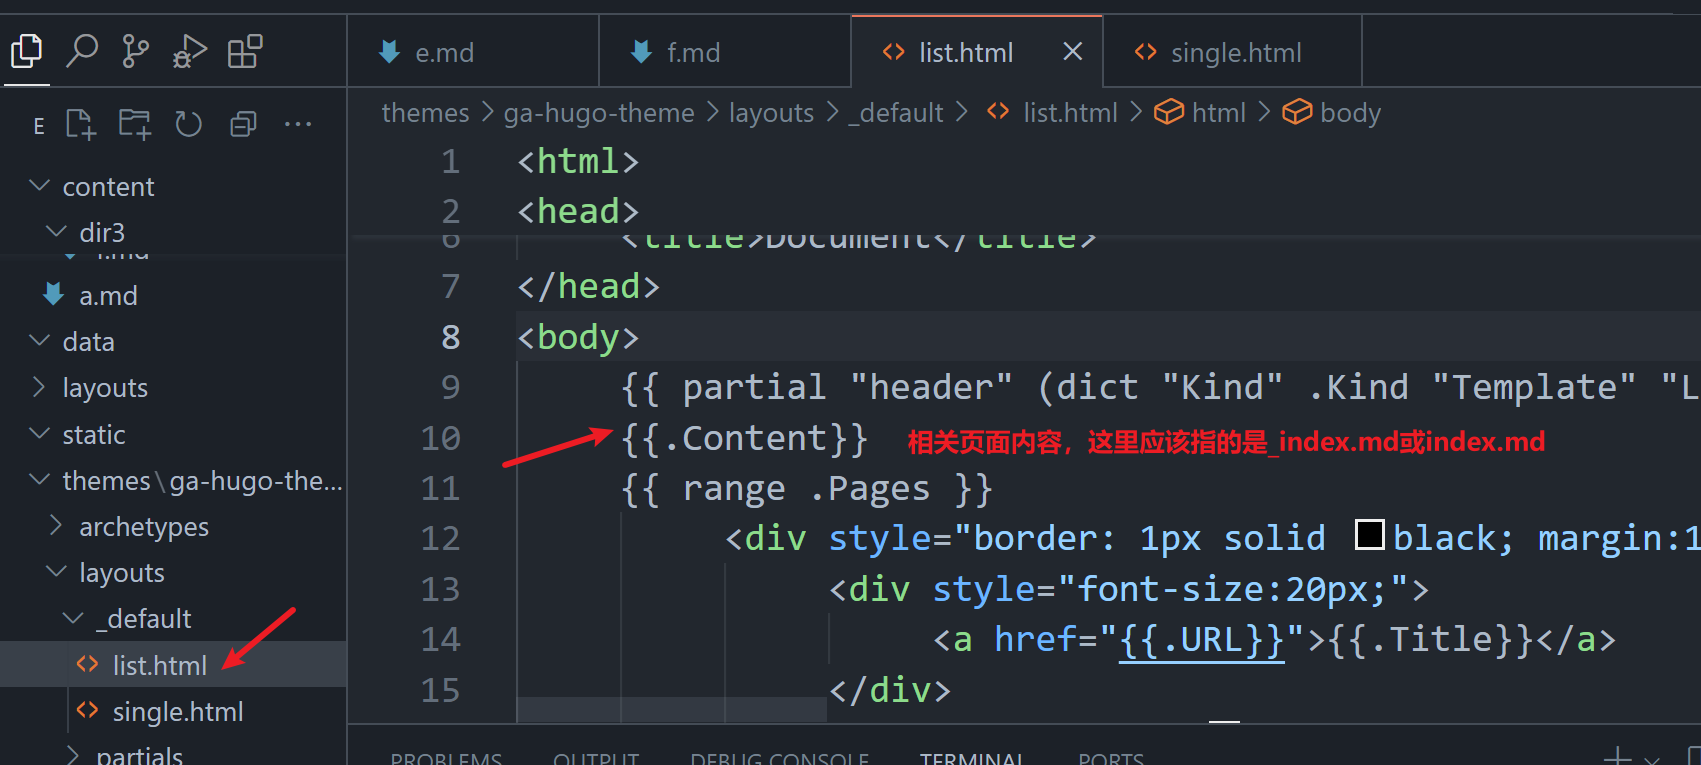 e.md
f.md
list.html
single.html
E
themes > ga-hugo-theme > layouts > _default > list.html > html > body
content
dir3
f.md
a.md
data
layouts
static
themes\ga-hugo-the...
archetypes
layouts
_default
list.html
single.html
partials
1 <html>
2 <head>
6 <title>Document</title>
7 </head>
8 <body>
9 {{ partial "header" (dict "Kind" .Kind "Template" "L
10 {{.Content}} 相关页面内容，这里应该指的是_index.md或index.md
11 {{ range .Pages }}
12 <div style="border: 1px solid black; margin:1
13 <div style="font-size:20px;">
14 <a href="{{.URL}}">{{.Title}}</a>
15 </div>
PROBLEMS OUTPUT DEBUG CONSOLE TERMINAL PORTS